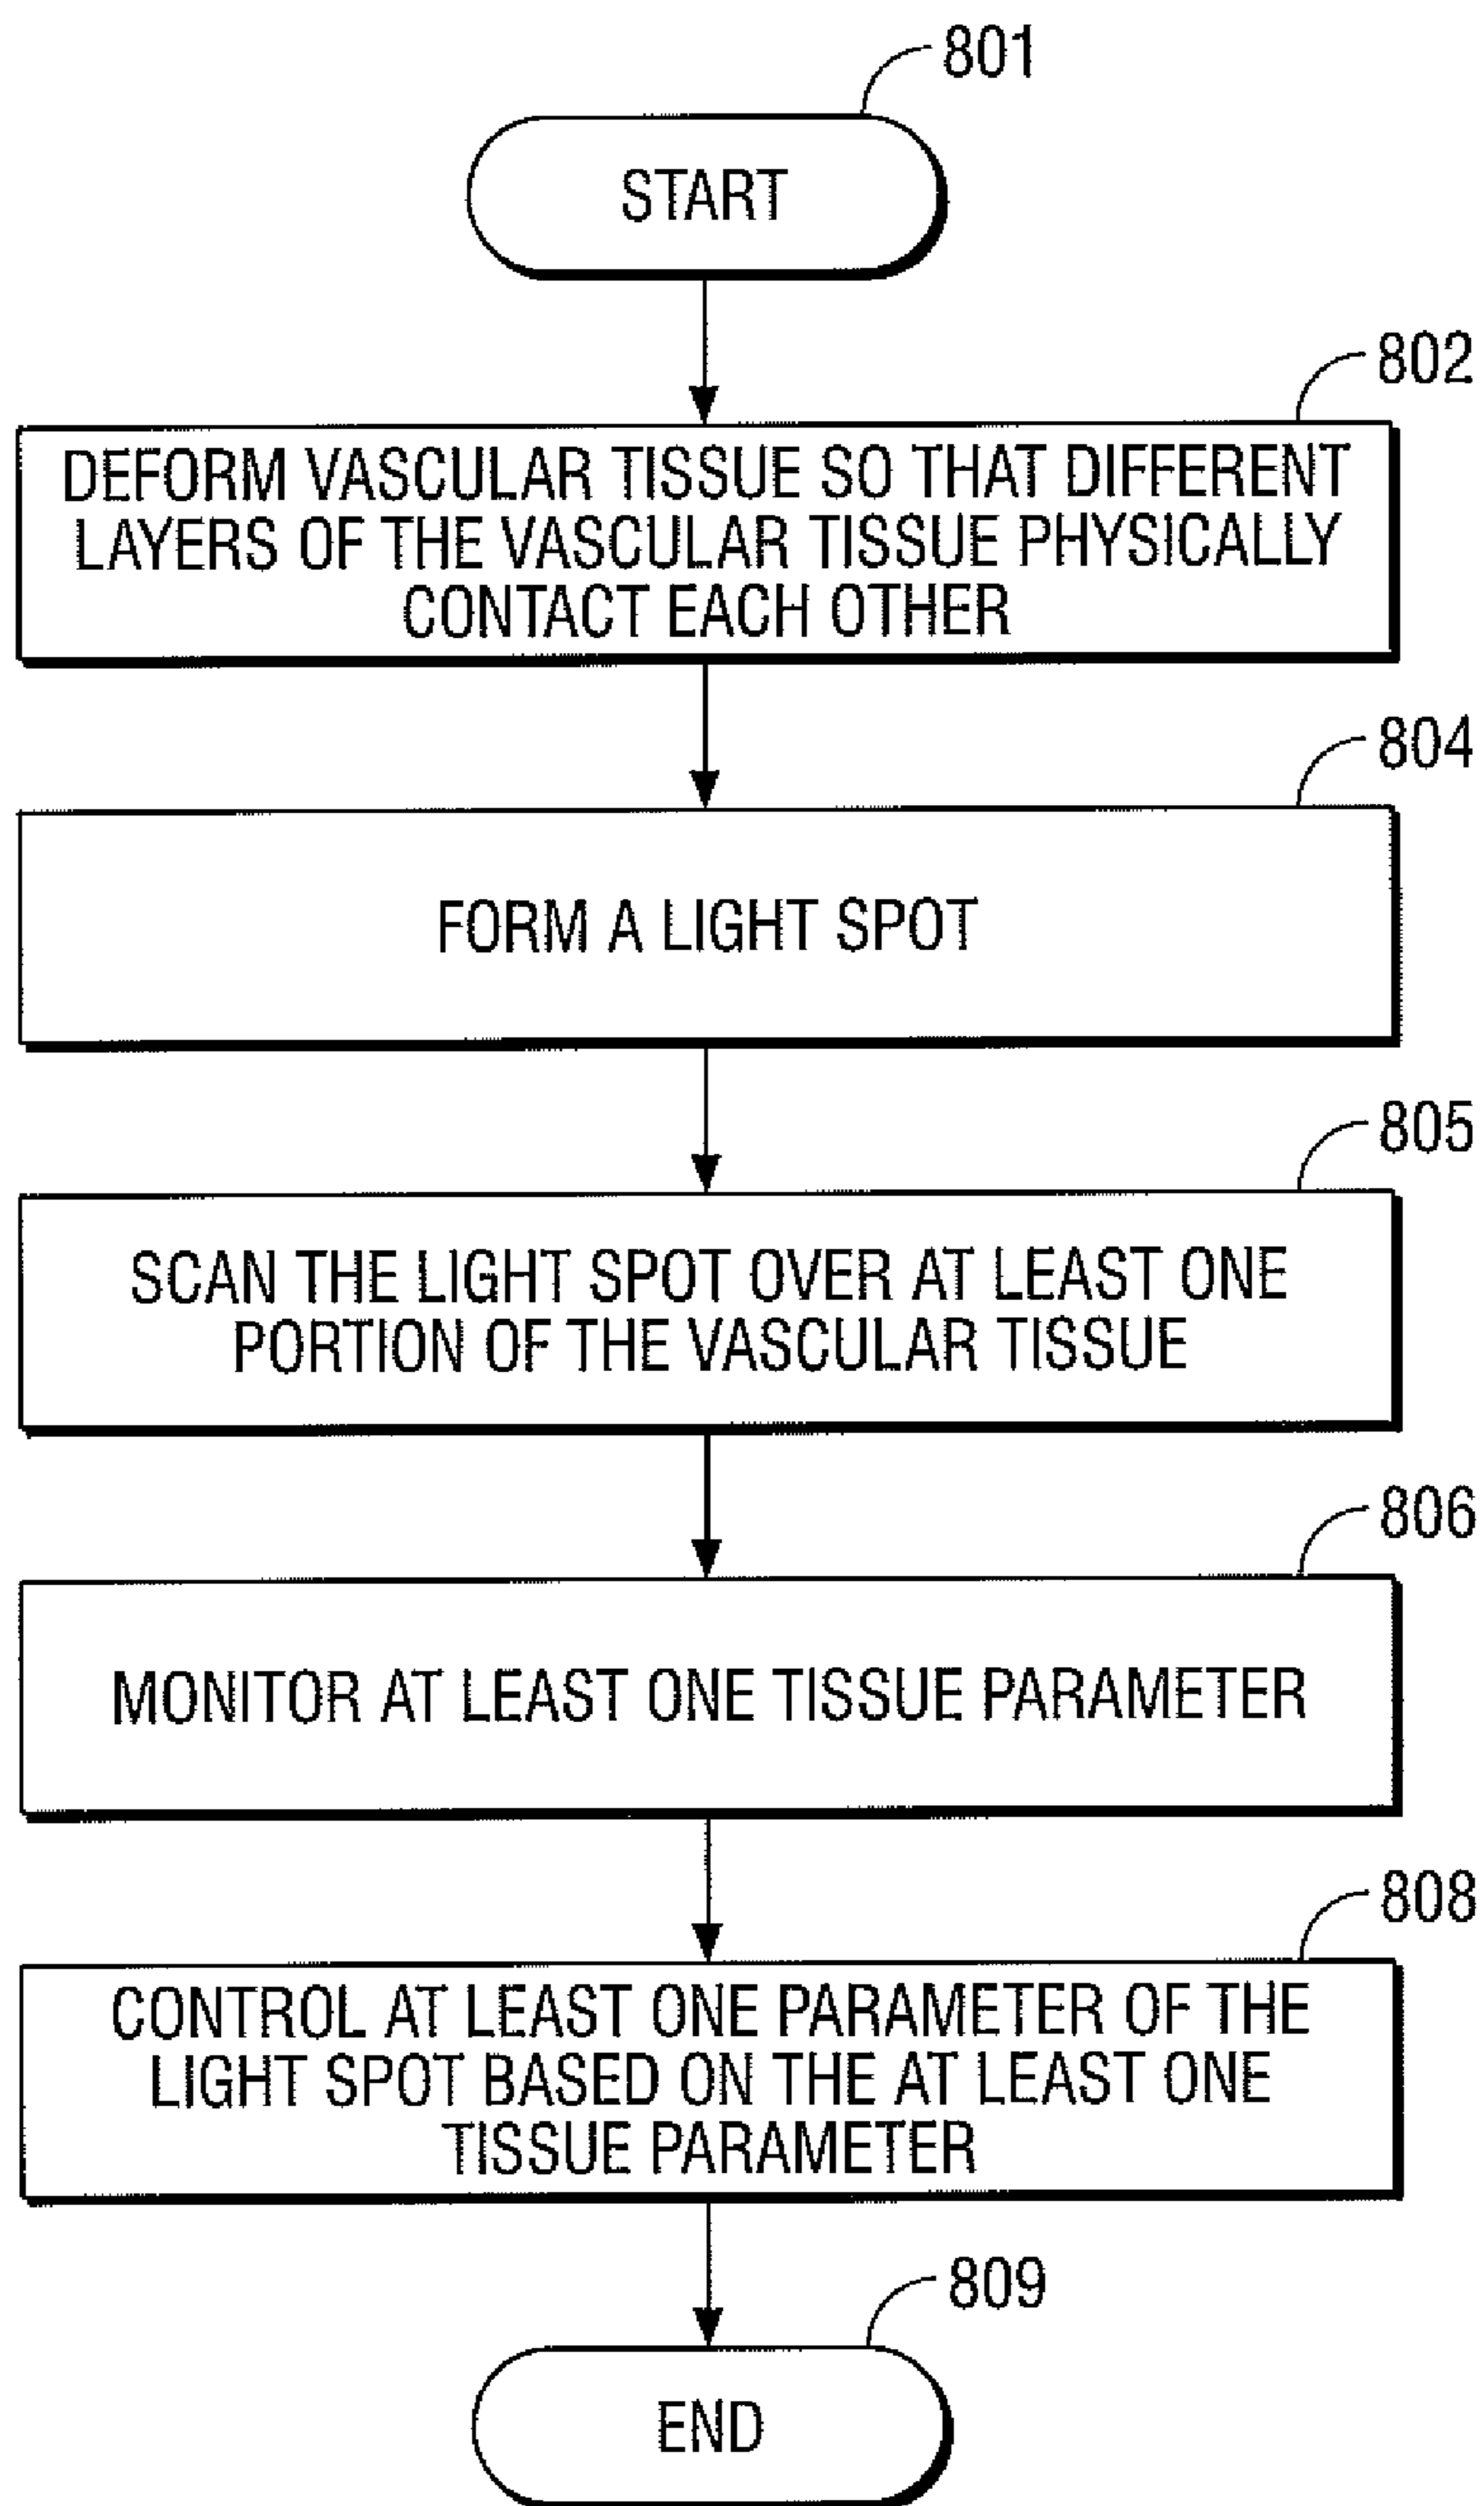 801
START
802
DEFORM VASCULAR TISSUE SO THAT DIFFERENT
LAYERS OF THE VASCULAR TISSUE PHYSICALLY
CONTACT EACH OTHER
804
FORM A LIGHT SPOT
805
SCAN THE LIGHT SPOT OVER AT LEAST ONE
PORTION OF THE VASCULAR TISSUE
806
MONITOR AT LEAST ONE TISSUE PARAMETER
808
CONTROL AT LEAST ONE PARAMETER OF THE
LIGHT SPOT BASED ON THE AT LEAST ONE
TISSUE PARAMETER
809
END